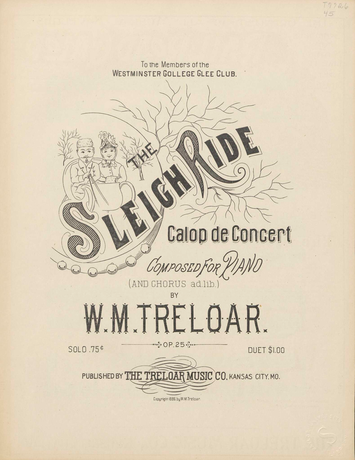 To the Members of the
WESTMINSTER COLLEGE GLEE CLUB.
THE
SLEIGH RIDE
Galop de Concert
COMPOSED FOR PIANO
(AND CHORUS ad.lib.)
BY
W.M.TRELOAR.
OP. 25
SOLO .75¢
DUET $1.00
PUBLISHED BY THE TRELOAR MUSIC CO, KANSAS CITY, MO.